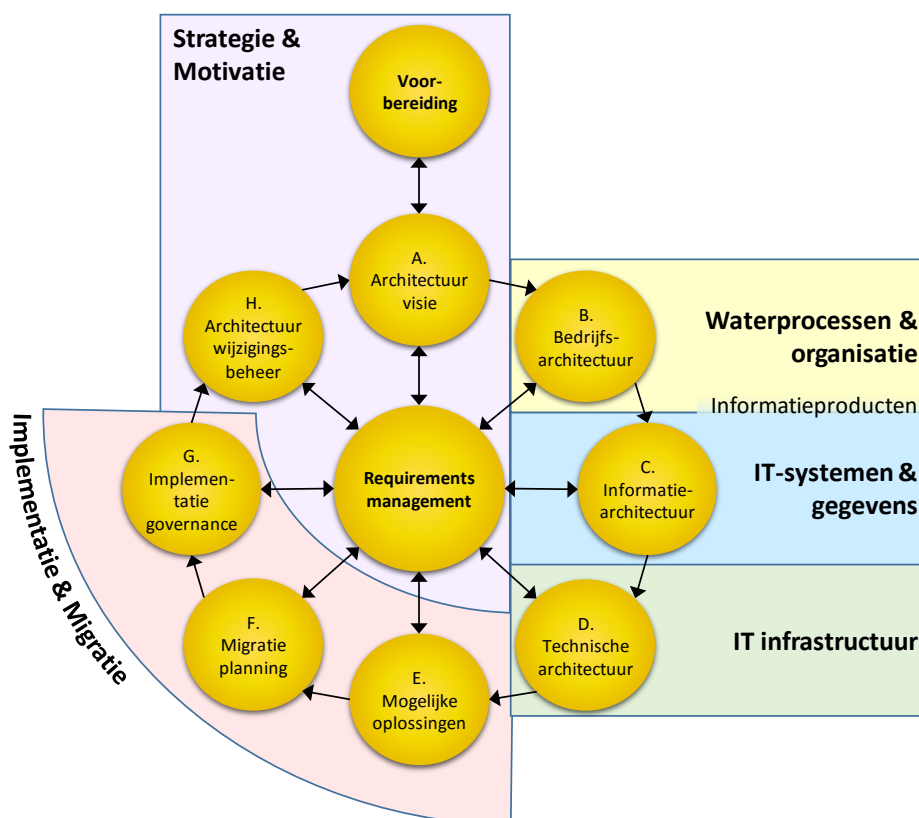 Strategie &
Motivatie
Voor-
bereiding
A.
Architectuur
visie
H.
Architectuur
wijzigings-
beheer
B.
Bedrijfs-
architectuur
Waterprocessen &
organisatie
Informatieproducten
G.
Implemen-
tatie
governance
Requirements
management
C.
Informatie-
architectuur
IT-systemen &
gegevens
Implementatie & Migratie
F.
Migratie
planning
E.
Mogelijke
oplossingen
D.
Technische
architectuur
IT infrastructuur